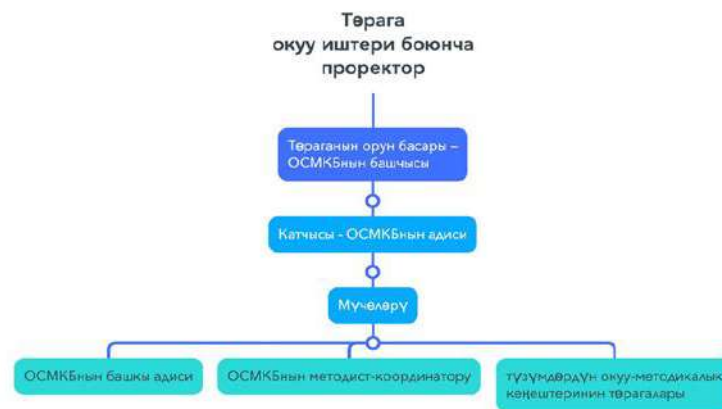 Төрага
окуу иштери боюнча
проректор
Төраганын орун басары –
ОСМКБнын башчысы
Катчысы - ОСМКБнын адиси
Мүчөлөрү
ОСМКБнын башкы адиси
ОСМКБнын методист-координатору
түзүмдөрдүн окуу-методикалык
кеңештеринин төрагалары